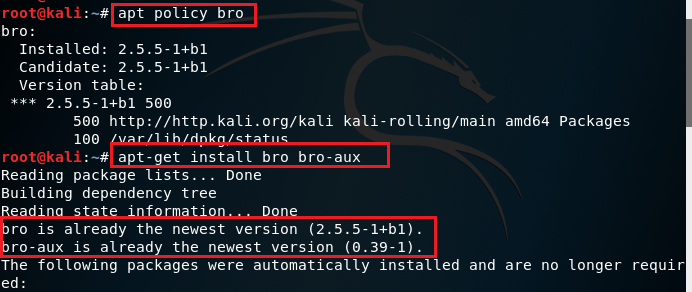 root@kali:~# apt policy bro
bro:
  Installed: 2.5.5-1+b1
  Candidate: 2.5.5-1+b1
  Version table:
 *** 2.5.5-1+b1 500
        500 http://http.kali.org/kali kali-rolling/main amd64 Packages
        100 /var/lib/dpkg/status
root@kali:~# apt-get install bro bro-aux
Reading package lists... Done
Building dependency tree
Reading state information... Done
bro is already the newest version (2.5.5-1+b1).
bro-aux is already the newest version (0.39-1).
The following packages were automatically installed and are no longer requir
ed: